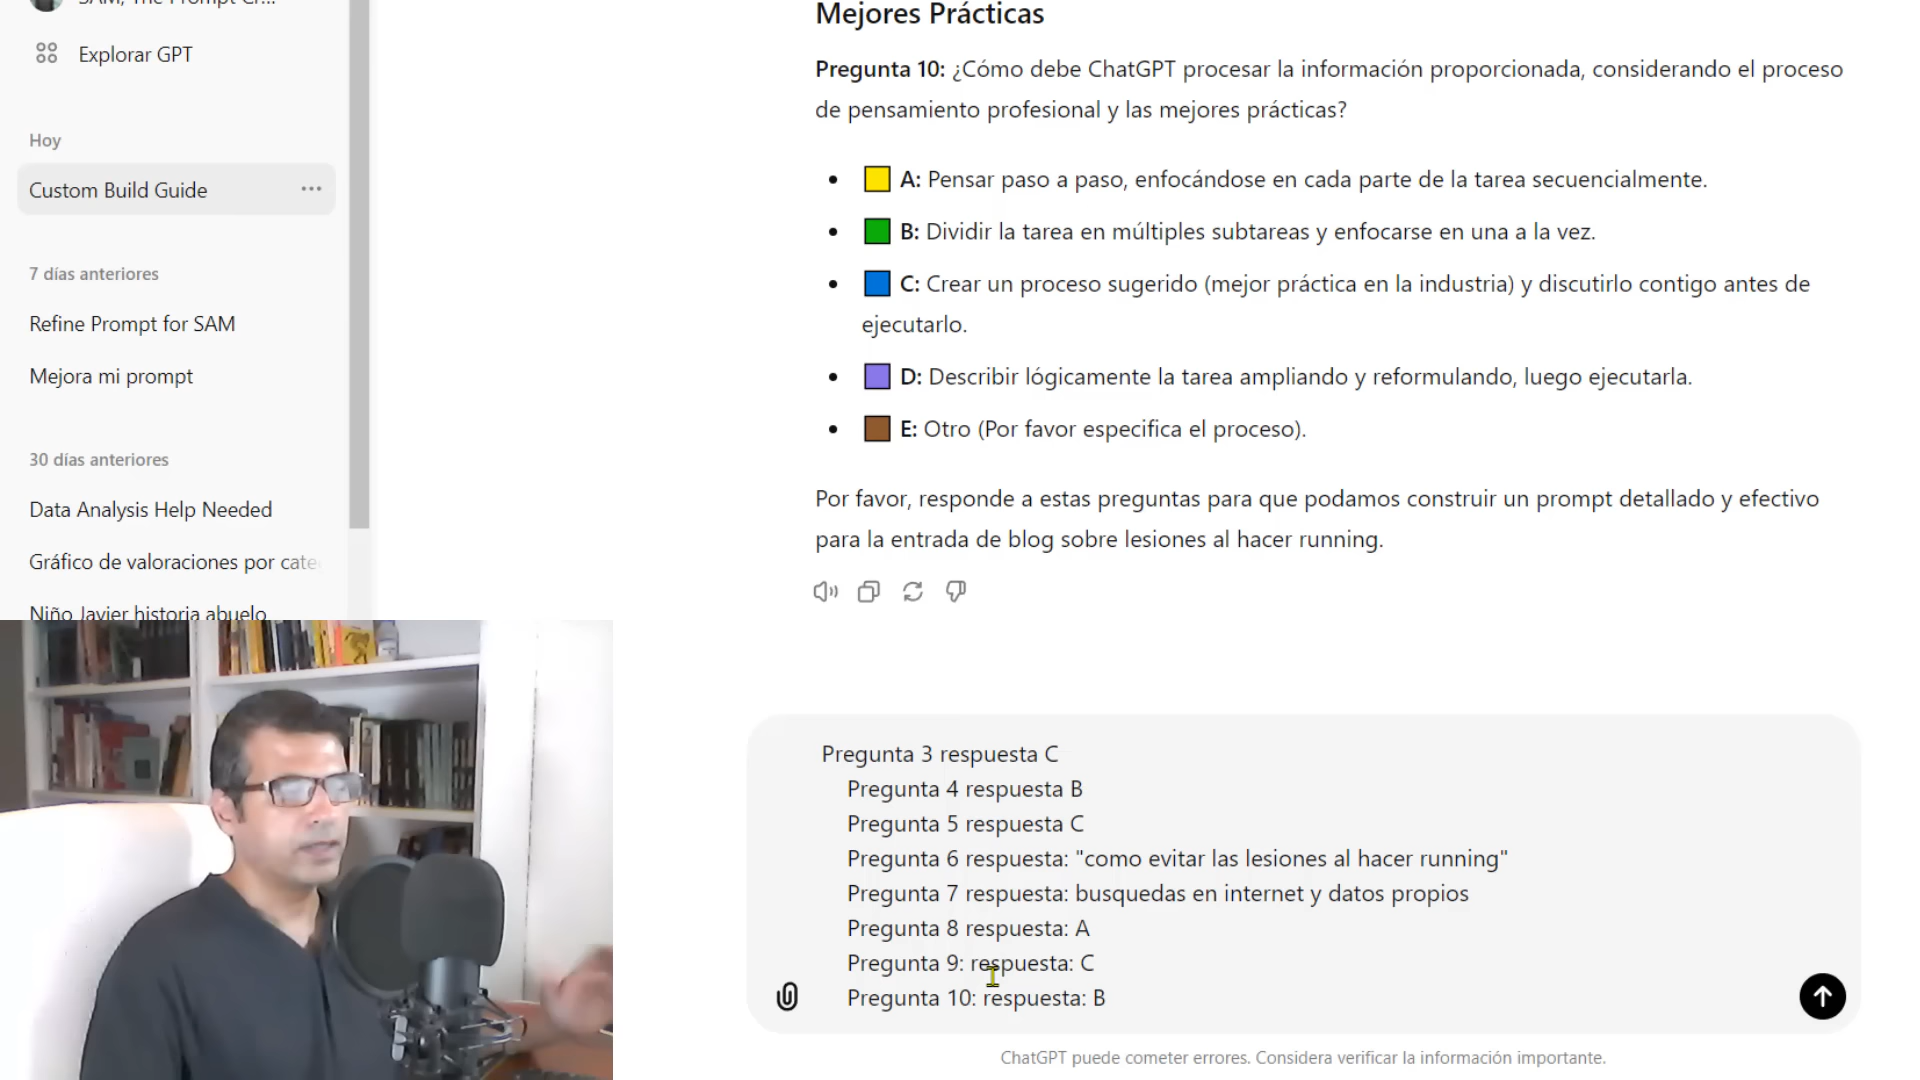 SAM, The Prompt Cr...
Explorar GPT
Hoy
Custom Build Guide
7 días anteriores
Refine Prompt for SAM
Mejora mi prompt
30 días anteriores
Data Analysis Help Needed
Gráfico de valoraciones por cate
Niño Javier historia abuelo
Mejores Prácticas
Pregunta 10: ¿Cómo debe ChatGPT procesar la información proporcionada, considerando el proceso
de pensamiento profesional y las mejores prácticas?
A: Pensar paso a paso, enfocándose en cada parte de la tarea secuencialmente.
B: Dividir la tarea en múltiples subtareas y enfocarse en una a la vez.
C: Crear un proceso sugerido (mejor práctica en la industria) y discutirlo contigo antes de
ejecutarlo.
D: Describir lógicamente la tarea ampliando y reformulando, luego ejecutarla.
E: Otro (Por favor especifica el proceso).
Por favor, responde a estas preguntas para que podamos construir un prompt detallado y efectivo
para la entrada de blog sobre lesiones al hacer running.
Pregunta 3 respuesta C
Pregunta 4 respuesta B
Pregunta 5 respuesta C
Pregunta 6 respuesta: "como evitar las lesiones al hacer running"
Pregunta 7 respuesta: busquedas en internet y datos propios
Pregunta 8 respuesta: A
Pregunta 9: respuesta: C
Pregunta 10: respuesta: B
ChatGPT puede cometer errores. Considera verificar la información importante.